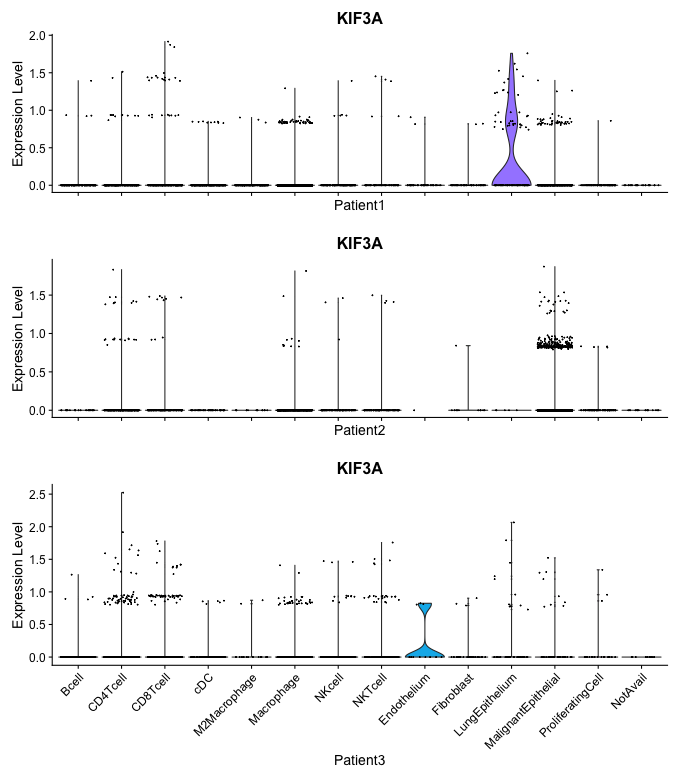 KIF3A
Expression Level
2.0
1.5
1.0
0.5
0.0
Patient1
KIF3A
Expression Level
1.5
1.0
0.5
0.0
Patient2
KIF3A
Expression Level
2.5
2.0
1.5
1.0
0.5
0.0
Bcell
CD4Tcell
CD8Tcell
cDC
M2Macrophage
Macrophage
NKcell
NKTcell
Endothelium
Fibroblast
LungEpithelium
MalignantEpithelial
ProliferatingCell
NotAvail
Patient3